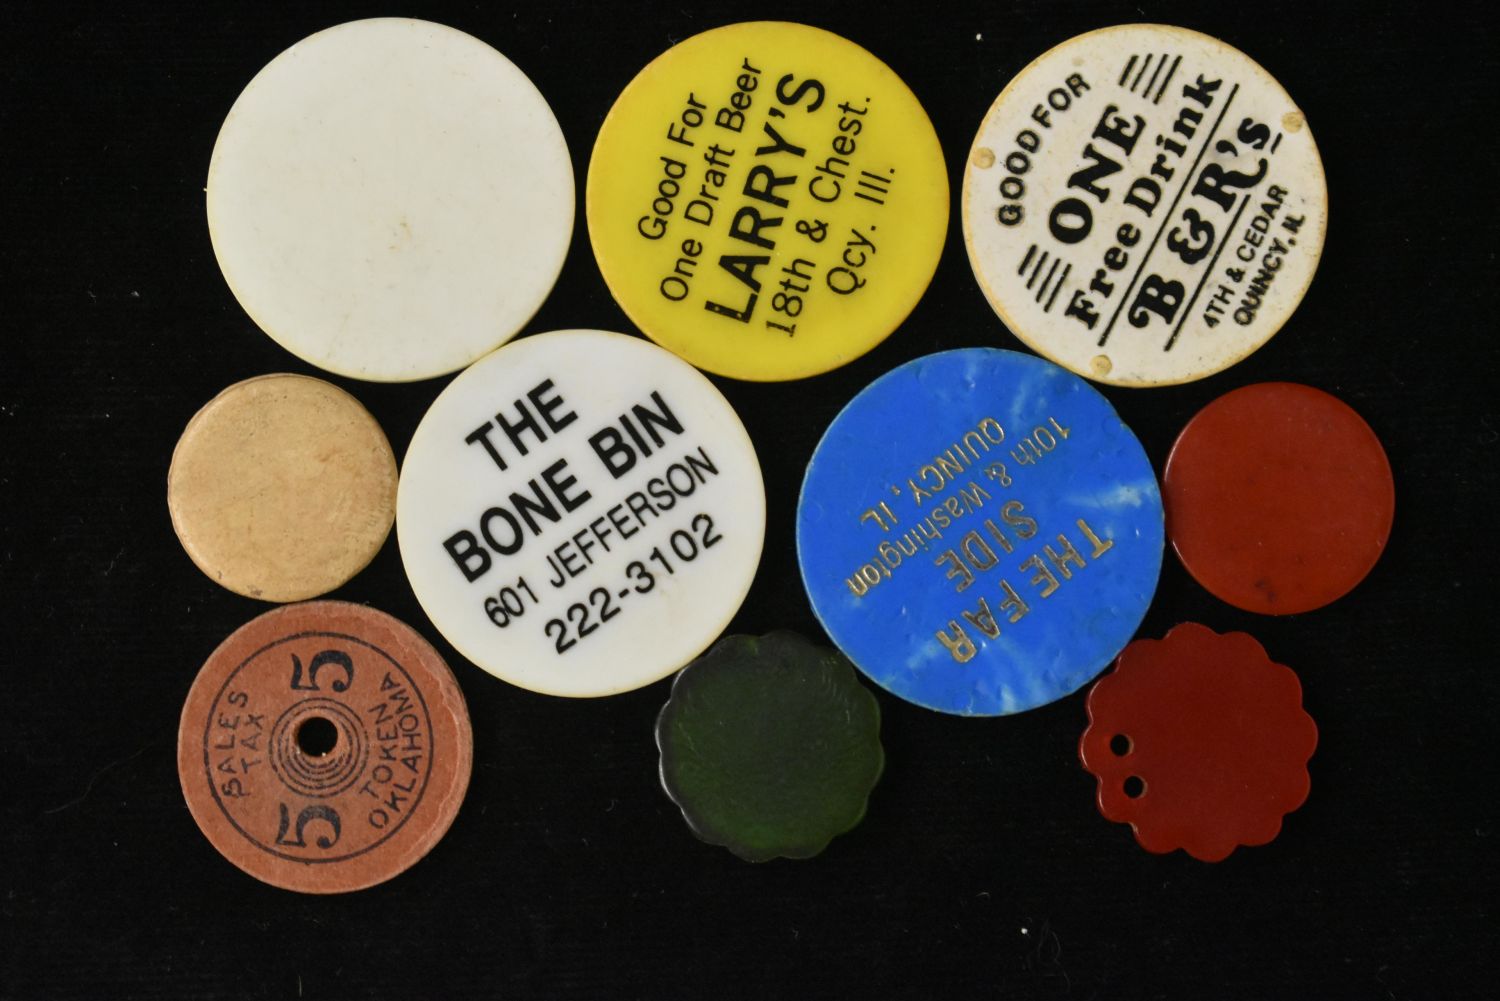 Good For
One Draft Beer
LARRY'S
18th & Chest.
Qcy. Ill.
GOOD FOR
ONE
Free Drink
B & R's
4TH & CEDAR
QUINCY, IL
THE
BONE BIN
601 JEFFERSON
222-3102
THE FAR
SIDE
10th & Washington
QUINCY, IL
5
SALES
TAX
TOKEN
OKLAHOMA
5